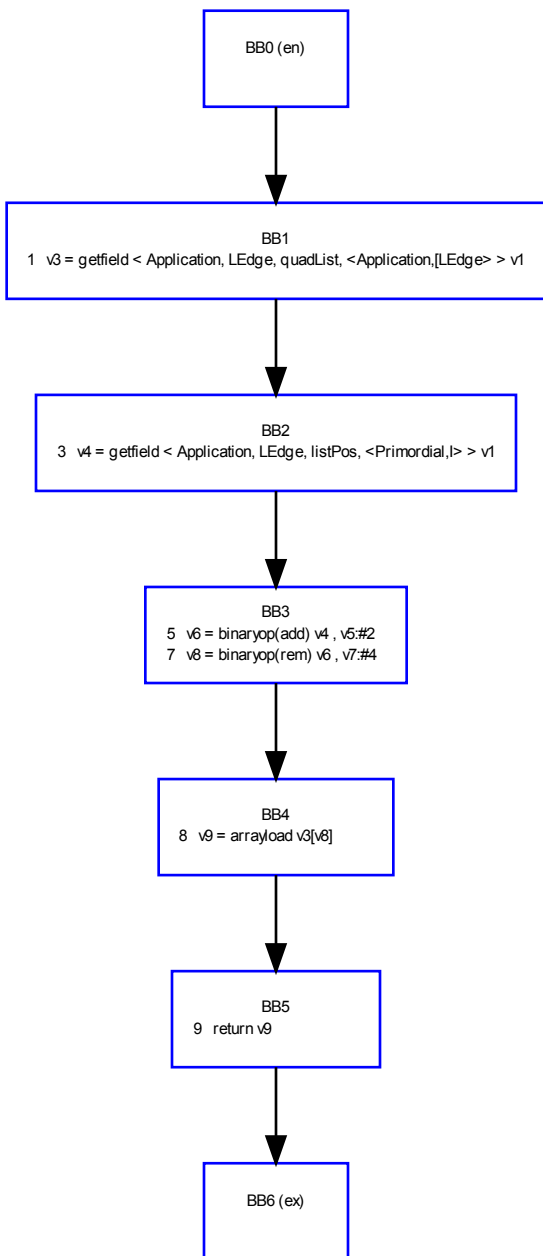 BB0 (en)
BB1
1 v3 = getfield < Application, LEdge, quadList, <Application,[LEdge> > v1
BB2
3 v4 = getfield < Application, LEdge, listPos, <Primordial,I> > v1
BB3
5 v6 = binaryop(add) v4 , v5:#2
7 v8 = binaryop(rem) v6 , v7:#4
BB4
8 v9 = arrayload v3[v8]
BB5
9 return v9
BB6 (ex)